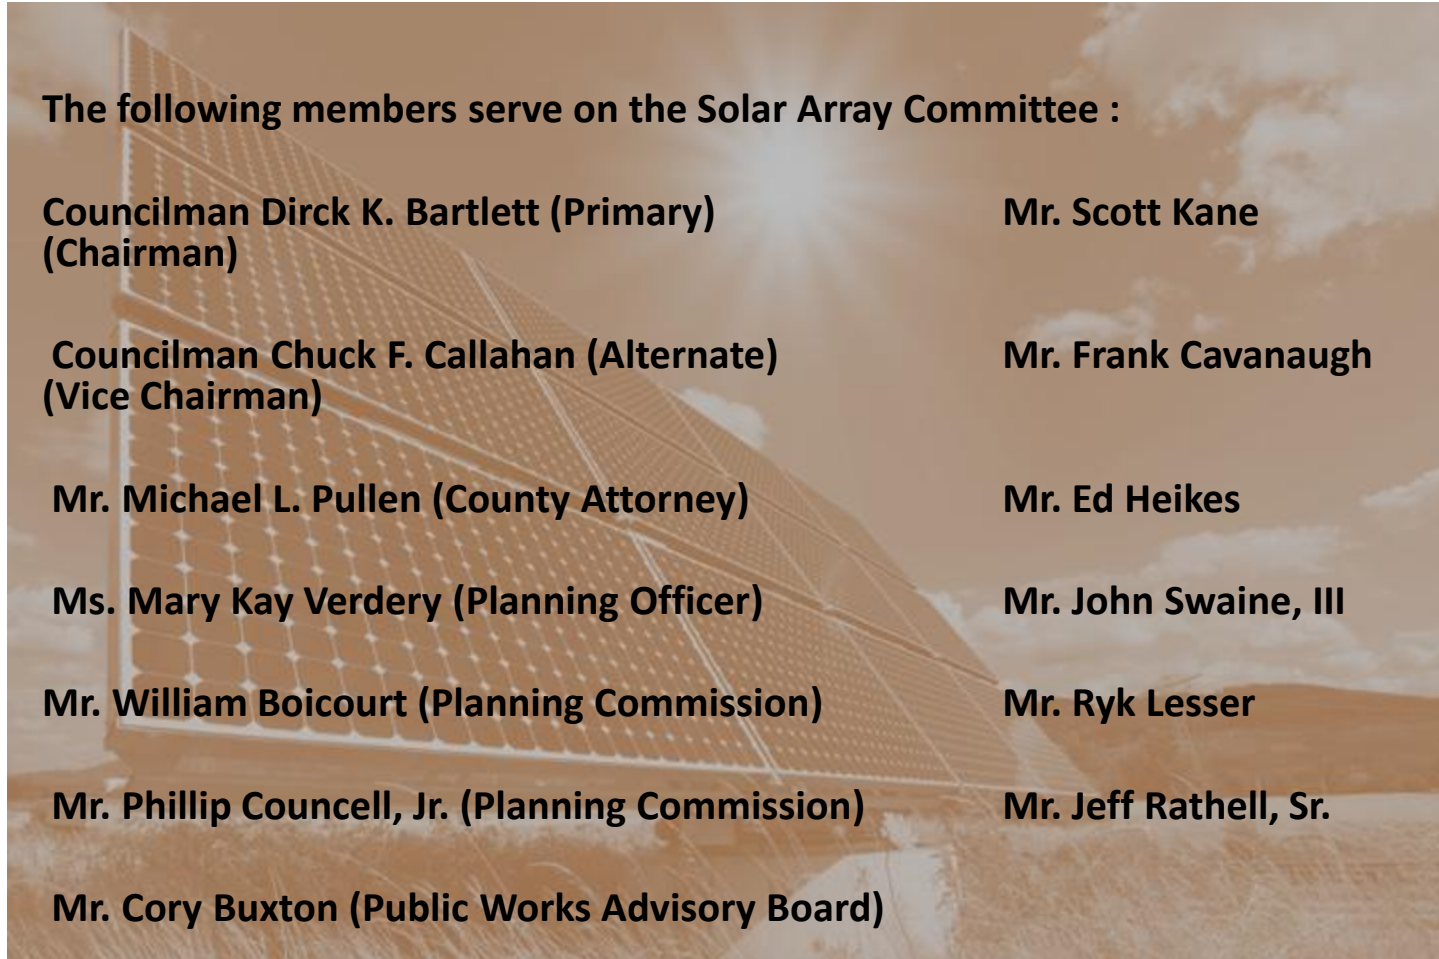 The following members serve on the Solar Array Committee :
Councilman Dirck K. Bartlett (Primary) Mr. Scott Kane
(Chairman)
Councilman Chuck F. Callahan (Alternate) Mr. Frank Cavanaugh
(Vice Chairman)
Mr. Michael L. Pullen (County Attorney) Mr. Ed Heikes
Ms. Mary Kay Verdery (Planning Officer) Mr. John Swaine, III
Mr. William Boicourt (Planning Commission) Mr. Ryk Lesser
Mr. Phillip Councell, Jr. (Planning Commission) Mr. Jeff Rathell, Sr.
Mr. Cory Buxton (Public Works Advisory Board)